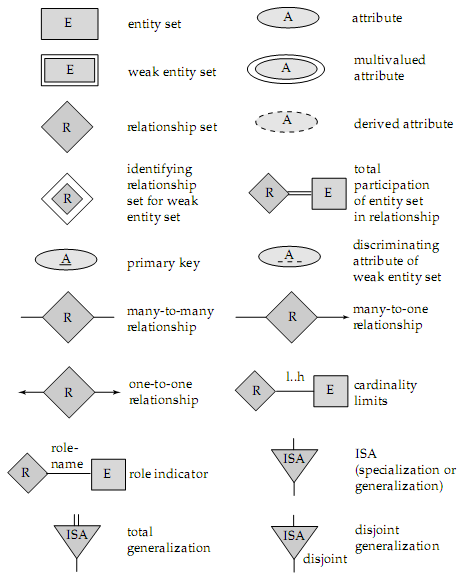 E
entity set
A
attribute
E
weak entity set
A
multivalued
attribute
R
relationship set
A
derived attribute
R
identifying
relationship
set for weak
entity set
R
E
total
participation
of entity set
in relationship
A
primary key
A
discriminating
attribute of
weak entity set
R
many-to-many
relationship
R
many-to-one
relationship
R
one-to-one
relationship
R
l..h
E
cardinality
limits
R
role-
name
E
role indicator
ISA
ISA
(specialization or
generalization)
ISA
total
generalization
ISA
disjoint
disjoint
generalization